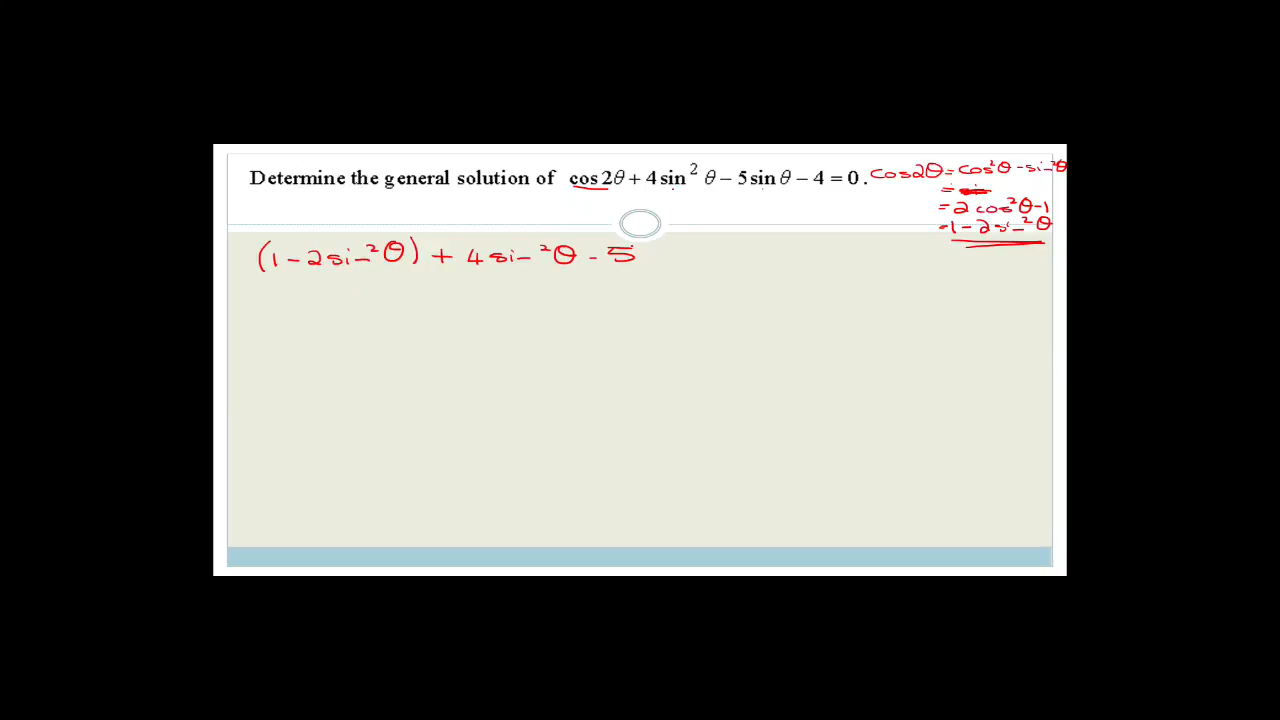 Determine the general solution of cos 2θ + 4 sin² θ − 5 sin θ − 4 = 0.
cos2θ = cos²θ - sin²θ
= sin
= 2 cos²θ - 1
= 1 - 2 sin²θ
(1 - 2 sin²θ) + 4 sin²θ - 5